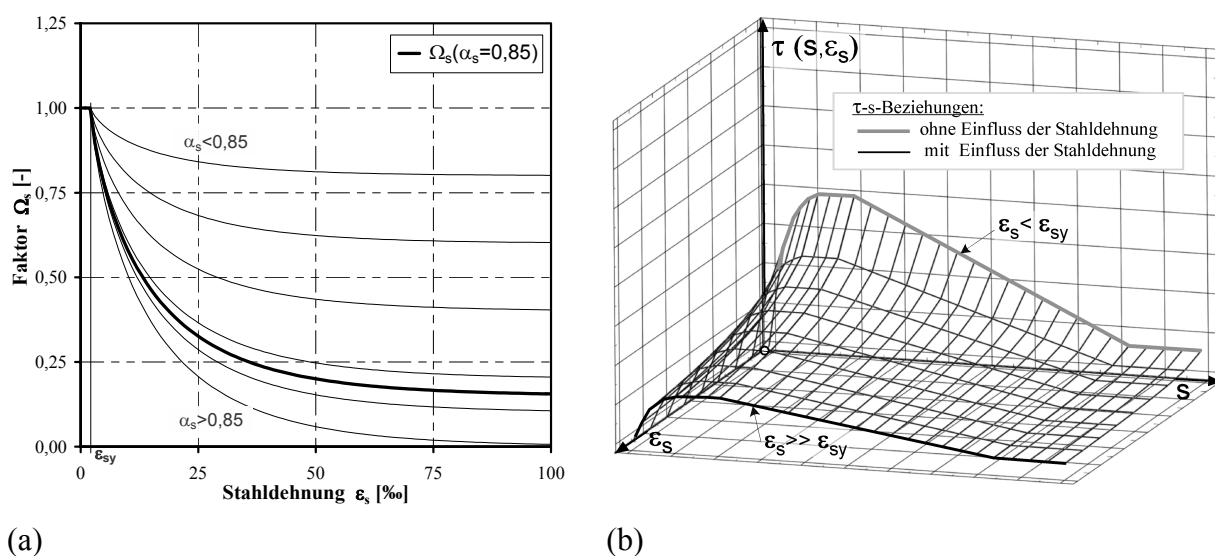 1,25
1,00
0,75
0,50
0,25
0,00
Faktor Ωs [-]
Ωs(αs=0,85)
αs<0,85
αs>0,85
εsy
0 25 50 75 100
Stahldehnung εs [‰]
(a)
τ (s,εs)
τ-s-Beziehungen:
ohne Einfluss der Stahldehnung
mit Einfluss der Stahldehnung
εs< εsy
s
εs
εs>> εsy
(b)